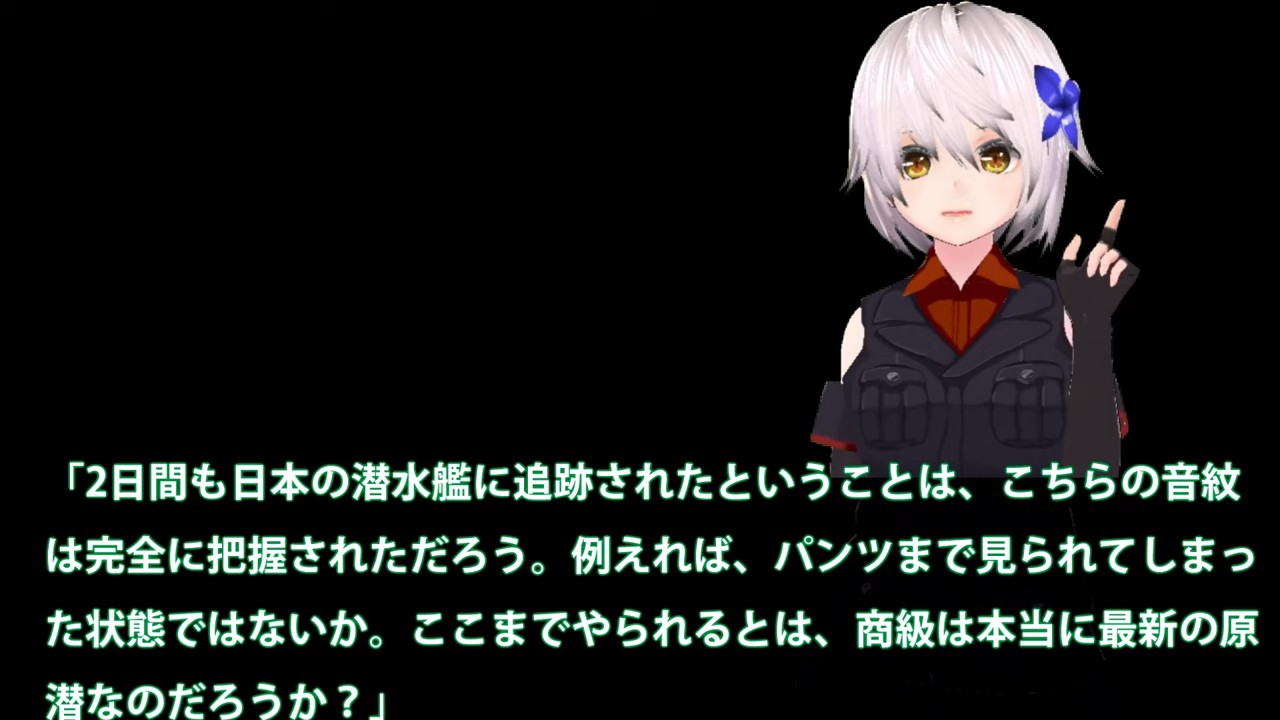 「2日間も日本の潜水艦に追跡されたということは、こちらの音紋
は完全に把握されただろう。例えれば、パンツまで見られてしまっ
た状態ではないか。ここまでやられるとは、商級は本当に最新の原
潜なのだろうか？」